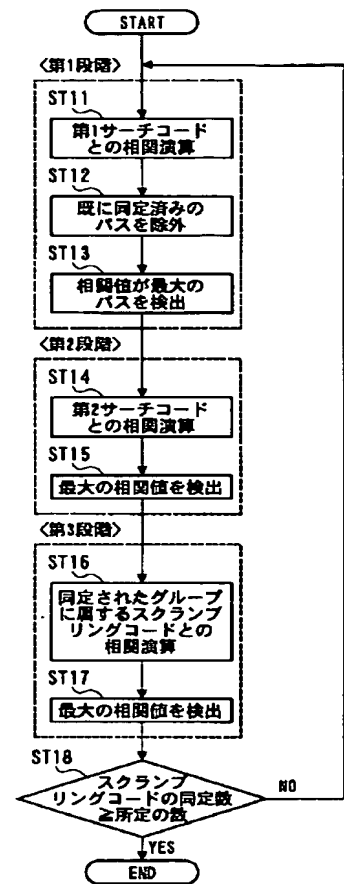 START
〈第1段階〉
ST11
第1サーチコード
との相関演算
ST12
既に同定済みの
パスを除外
ST13
相関値が最大の
パスを検出
〈第2段階〉
ST14
第2サーチコード
との相関演算
ST15
最大の相関値を検出
〈第3段階〉
ST16
同定されたグループ
に属するスクランブ
リングコードとの
相関演算
ST17
最大の相関値を検出
ST18
スクランブ
リングコードの同定数
≧所定の数
NO
YES
END